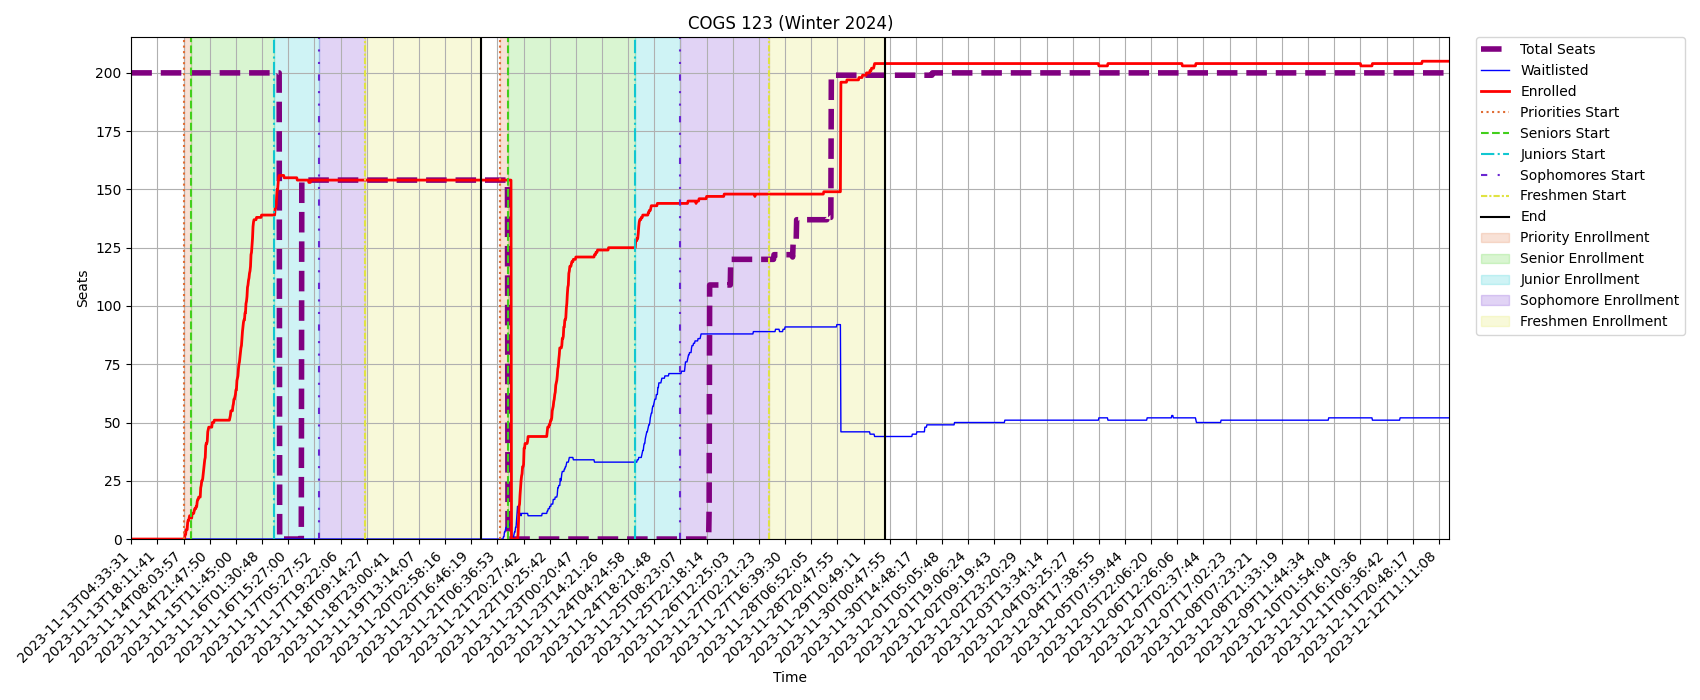 COGS 123 (Winter 2024)
Seats
200
175
150
125
100
75
50
25
0
2023-11-13T04:33:31
2023-11-13T18:11:41
2023-11-14T08:03:57
2023-11-14T21:47:50
2023-11-15T11:45:00
2023-11-16T01:30:48
2023-11-16T15:27:00
2023-11-17T05:27:52
2023-11-17T19:22:06
2023-11-18T09:14:27
2023-11-18T23:00:41
2023-11-19T13:14:07
2023-11-20T02:58:16
2023-11-20T16:46:19
2023-11-21T06:36:53
2023-11-21T20:27:42
2023-11-22T10:25:42
2023-11-23T00:20:47
2023-11-23T14:21:26
2023-11-24T04:24:58
2023-11-24T18:21:48
2023-11-25T08:23:07
2023-11-25T22:18:14
2023-11-26T12:25:03
2023-11-27T02:21:23
2023-11-27T16:39:30
2023-11-28T06:52:05
2023-11-28T20:47:55
2023-11-29T10:49:11
2023-11-30T00:47:55
2023-11-30T14:48:17
2023-12-01T05:05:48
2023-12-01T19:06:24
2023-12-02T09:19:43
2023-12-02T23:20:29
2023-12-03T13:34:14
2023-12-04T03:25:27
2023-12-04T17:38:55
2023-12-05T07:59:44
2023-12-05T22:06:20
2023-12-06T12:26:06
2023-12-07T02:37:44
2023-12-07T17:02:23
2023-12-08T07:23:21
2023-12-08T21:33:19
2023-12-09T11:44:34
2023-12-10T01:54:04
2023-12-10T16:10:36
2023-12-11T06:36:42
2023-12-11T20:48:17
2023-12-12T11:11:08
Time
Total Seats
Waitlisted
Enrolled
Priorities Start
Seniors Start
Juniors Start
Sophomores Start
Freshmen Start
End
Priority Enrollment
Senior Enrollment
Junior Enrollment
Sophomore Enrollment
Freshmen Enrollment